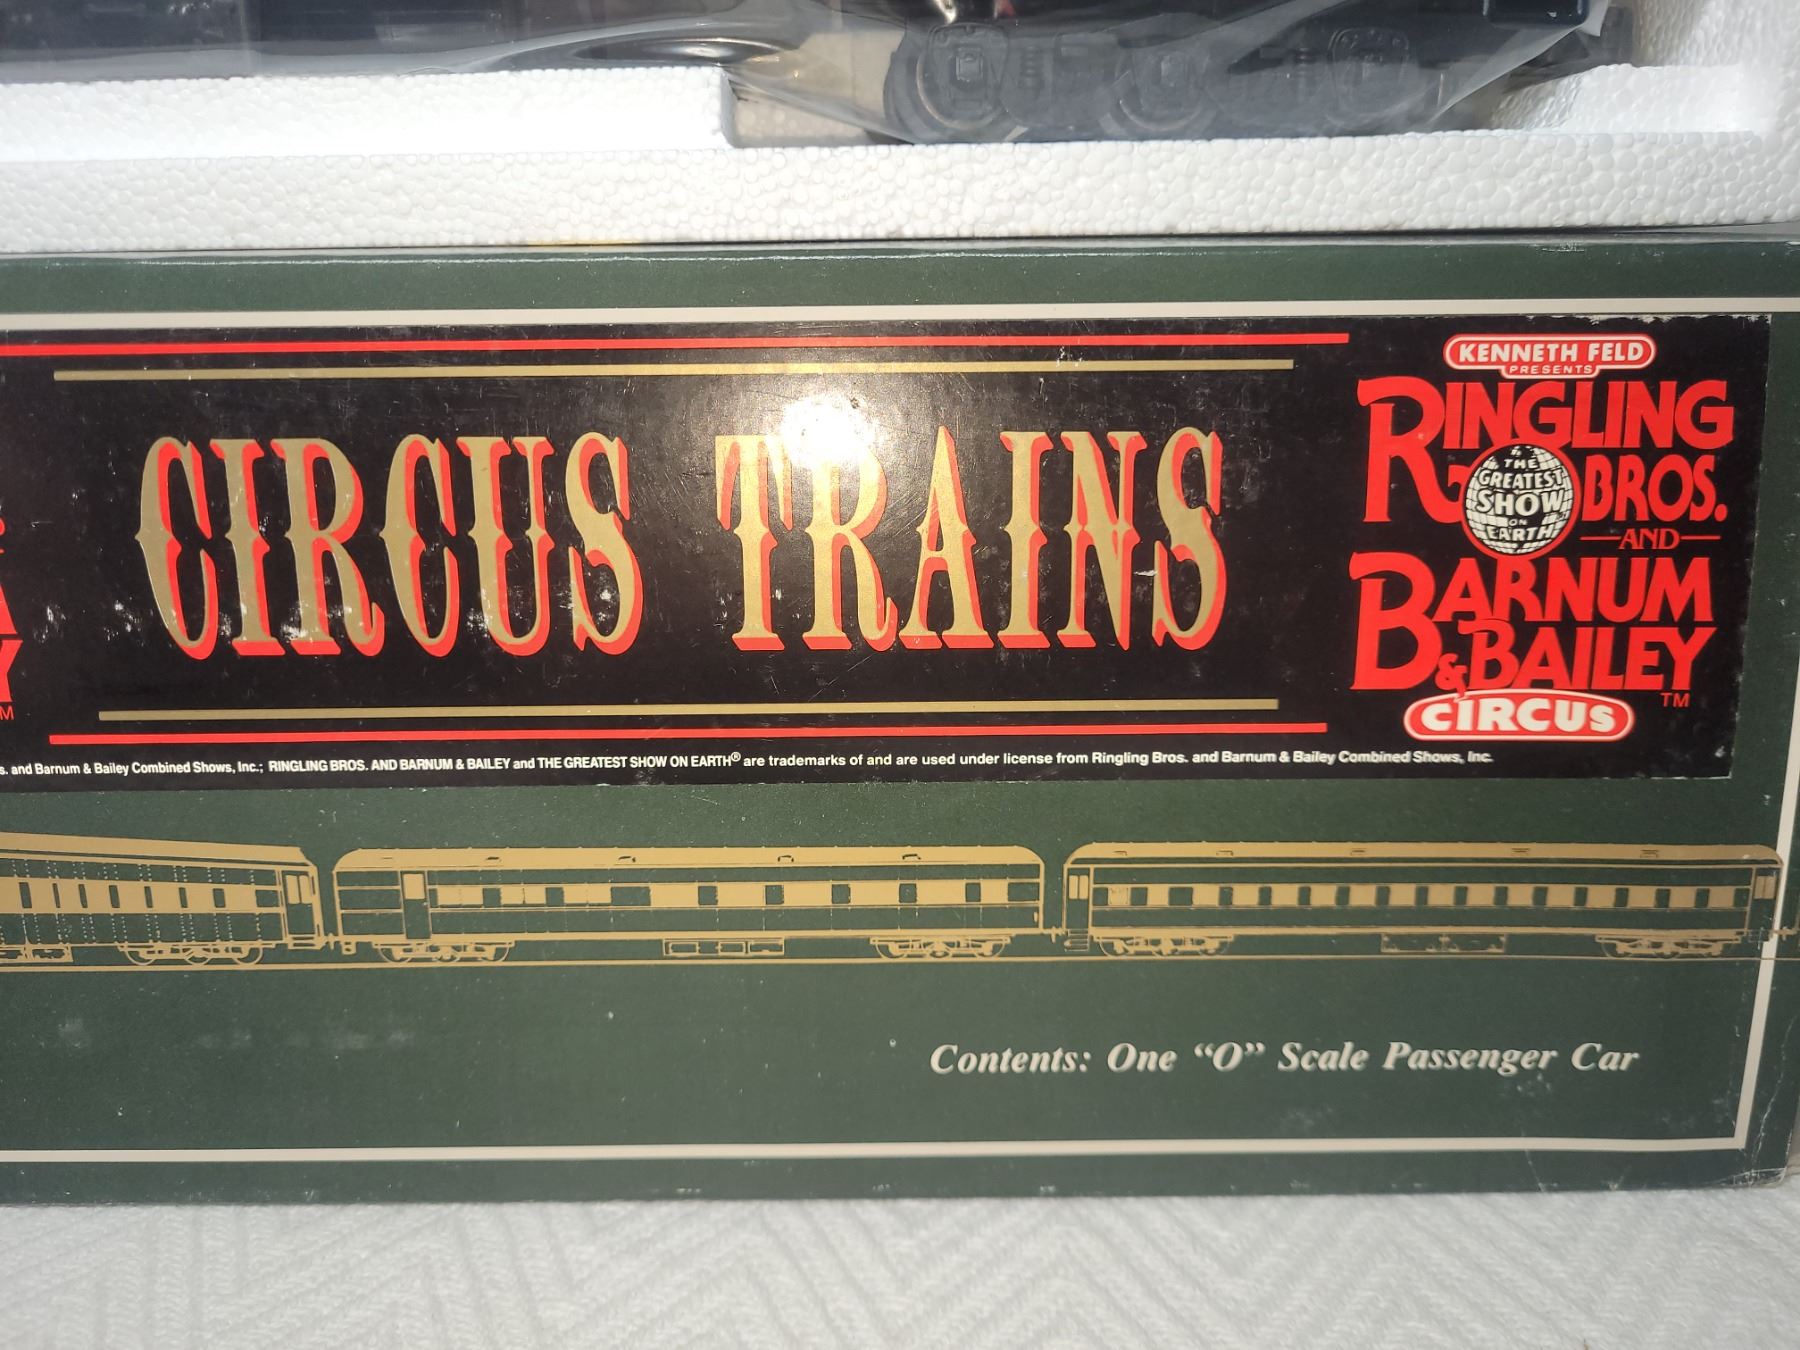 CIRCUS TRAINS
KENNETH FELD
PRESENTS
RINGLING
BROS.
THE
GREATEST
SHOW
ON
EARTH
AND
BARNUM
& BAILEY
TM
CIRCUS
s. and Barnum & Bailey Combined Shows, Inc.; RINGLING BROS. AND BARNUM & BAILEY and THE GREATEST SHOW ON EARTH® are trademarks of and are used under license from Ringling Bros. and Barnum & Bailey Combined Shows, Inc.
Contents: One “O” Scale Passenger Car